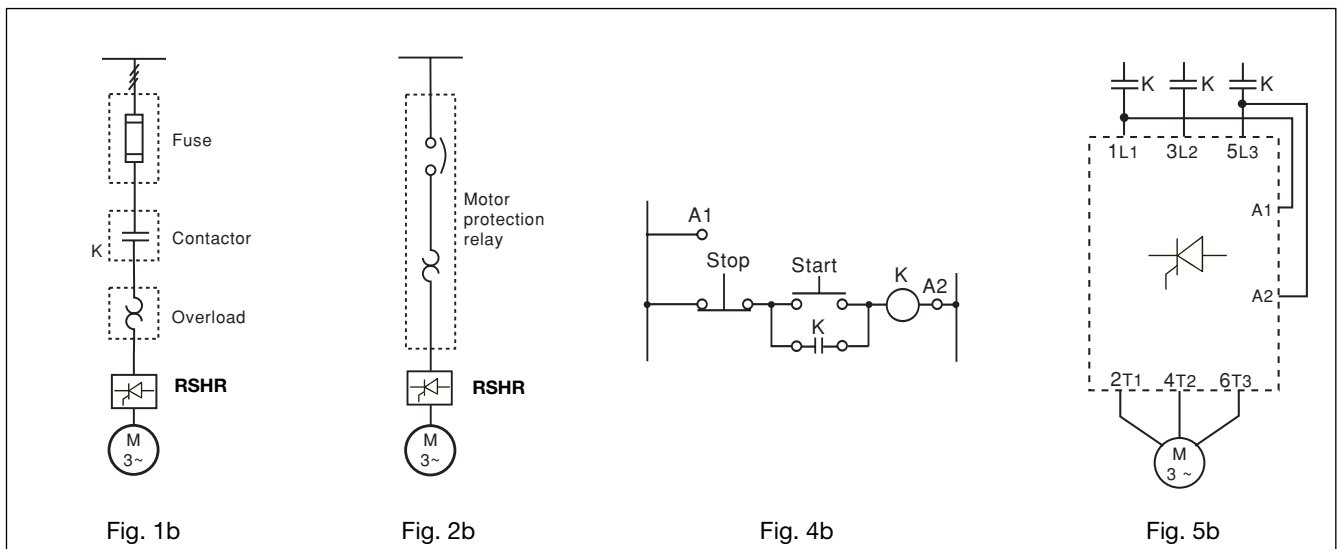 Fuse
K
Contactor
Overload
RSHR
M
3~
Fig. 1b
Motor
protection
relay
RSHR
M
3~
Fig. 2b
A1
Stop
Start
K
A2
K
Fig. 4b
K
K
K
1L1
3L2
5L3
A1
A2
2T1
4T2
6T3
M
3 ~
Fig. 5b